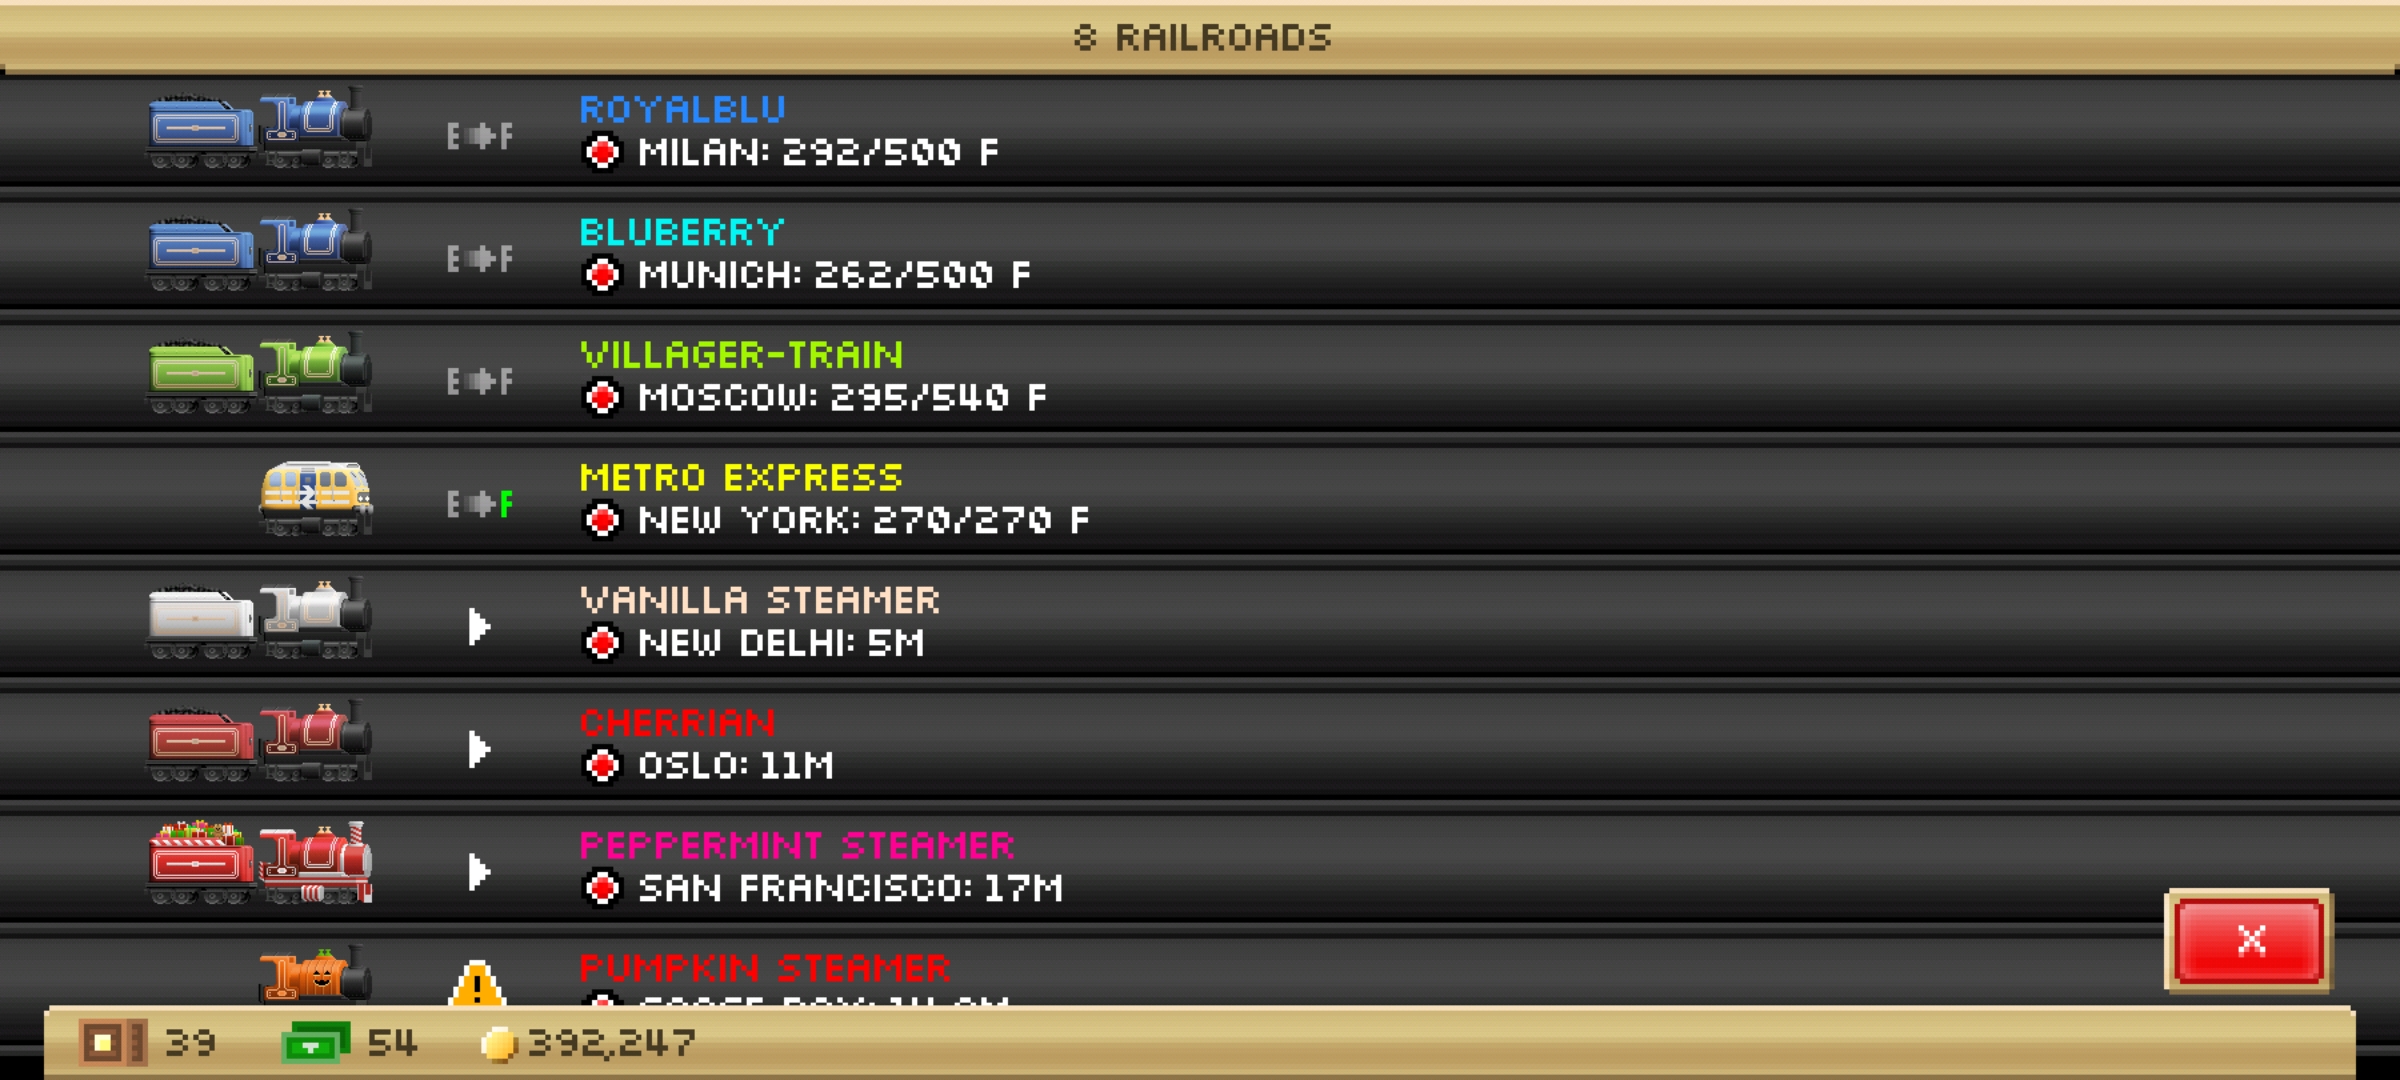 8 RAILROADS
ROYALBLU
E F MILAN: 292/500 F
BLUBERRY
E F MUNICH: 262/500 F
VILLAGER-TRAIN
E F MOSCOW: 295/540 F
METRO EXPRESS
E F NEW YORK: 270/270 F
VANILLA STEAMER
NEW DELHI: 5M
CHERRIAN
OSLO: 11M
PEPPERMINT STEAMER
SAN FRANCISCO: 17M
X
PUMPKIN STEAMER
39 54 392,247